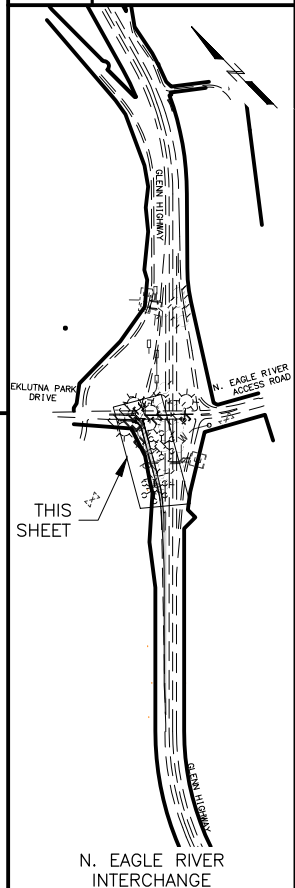 GLENN HIGHWAY
EKLUTNA PARK
DRIVE
N. EAGLE RIVER
ACCESS ROAD
THIS
SHEET
GLENN HIGHWAY
N. EAGLE RIVER
INTERCHANGE